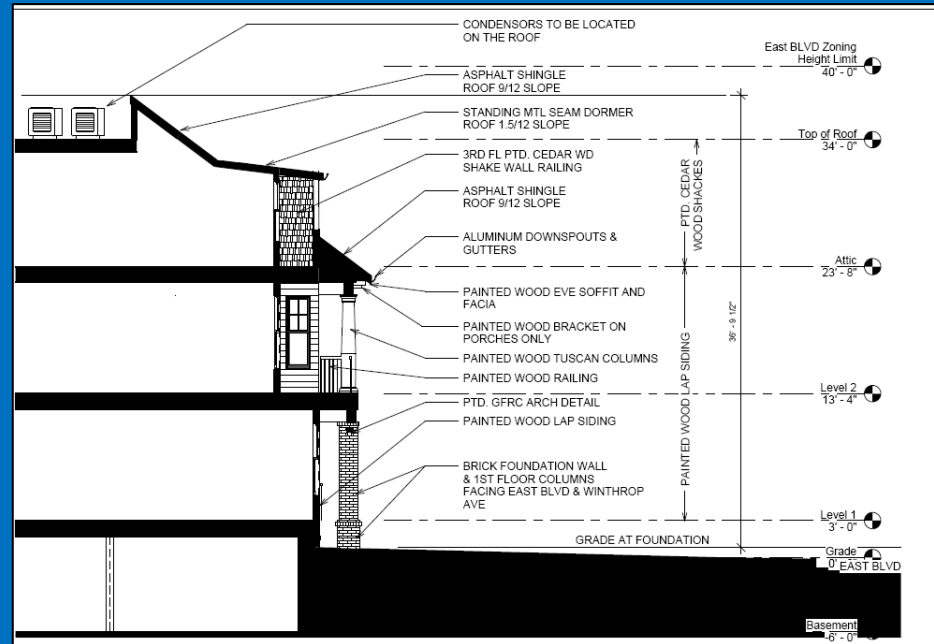 CONDENSORS TO BE LOCATED
ON THE ROOF
East BLVD Zoning
Height Limit
40' - 0"
ASPHALT SHINGLE
ROOF 9/12 SLOPE
STANDING MTL SEAM DORMER
ROOF 1.5/12 SLOPE
Top of Roof
34' - 0"
3RD FL PTD. CEDAR WD
SHAKE WALL RAILING
PTD. CEDAR
WOOD SHACKES
ASPHALT SHINGLE
ROOF 9/12 SLOPE
ALUMINUM DOWNSPOUTS &
GUTTERS
Attic
23' - 8"
PAINTED WOOD EVE SOFFIT AND
FACIA
36' - 9 1/2"
PAINTED WOOD BRACKET ON
PORCHES ONLY
PAINTED WOOD TUSCAN COLUMNS
PAINTED WOOD LAP SIDING
PAINTED WOOD RAILING
Level 2
13' - 4"
PTD. GFRC ARCH DETAIL
PAINTED WOOD LAP SIDING
BRICK FOUNDATION WALL
& 1ST FLOOR COLUMNS
FACING EAST BLVD & WINTHROP
AVE
Level 1
3' - 0"
GRADE AT FOUNDATION
Grade
EAST BLVD
Basement
-6' - 0"